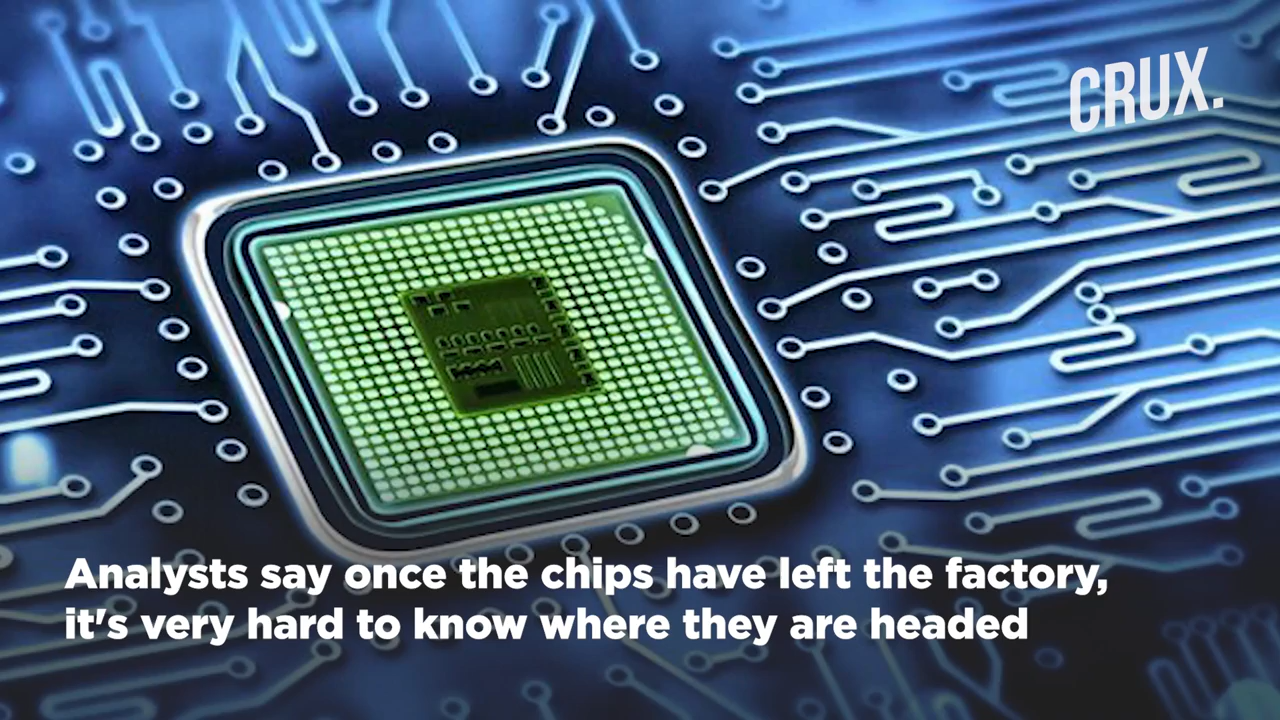 CRUX.
Analysts say once the chips have left the factory,
it's very hard to know where they are headed